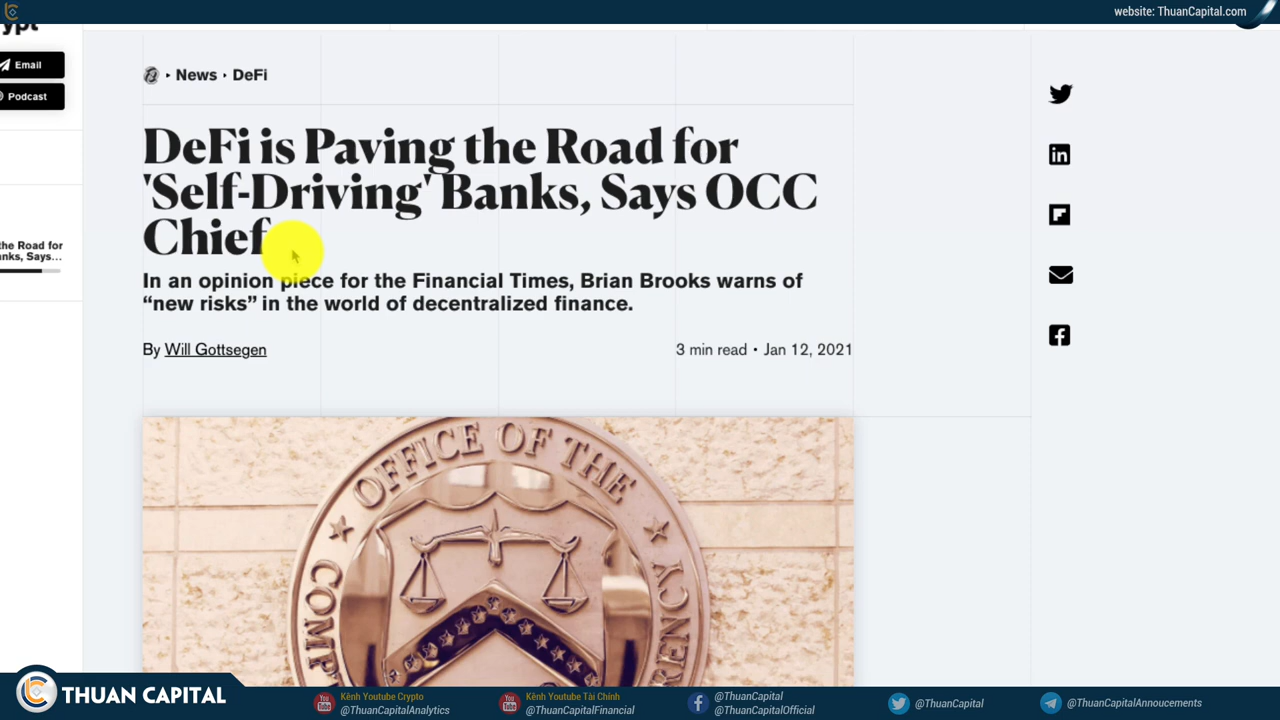 website: ThuanCapital.com
Email
Podcast
the Road for
anks, Says...
News
DeFi
DeFi is Paving the Road for
'Self-Driving' Banks, Says OCC
Chief
In an opinion piece for the Financial Times, Brian Brooks warns of
“new risks” in the world of decentralized finance.
By Will Gottsegen
3 min read • Jan 12, 2021
OFFICE OF THE
THUAN CAPITAL
Kênh Youtube Crypto
@ThuanCapitalAnalytics
Kênh Youtube Tài Chính
@ThuanCapitalFinancial
@ThuanCapital
@ThuanCapitalOfficial
@ThuanCapital
@ThuanCapitalAnnoucements